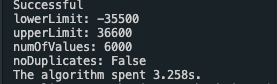 Successful
lowerLimit: -35500
upperLimit: 36600
numOfValues: 6000
noDuplicates: False
The algorithm spent 3.258s.